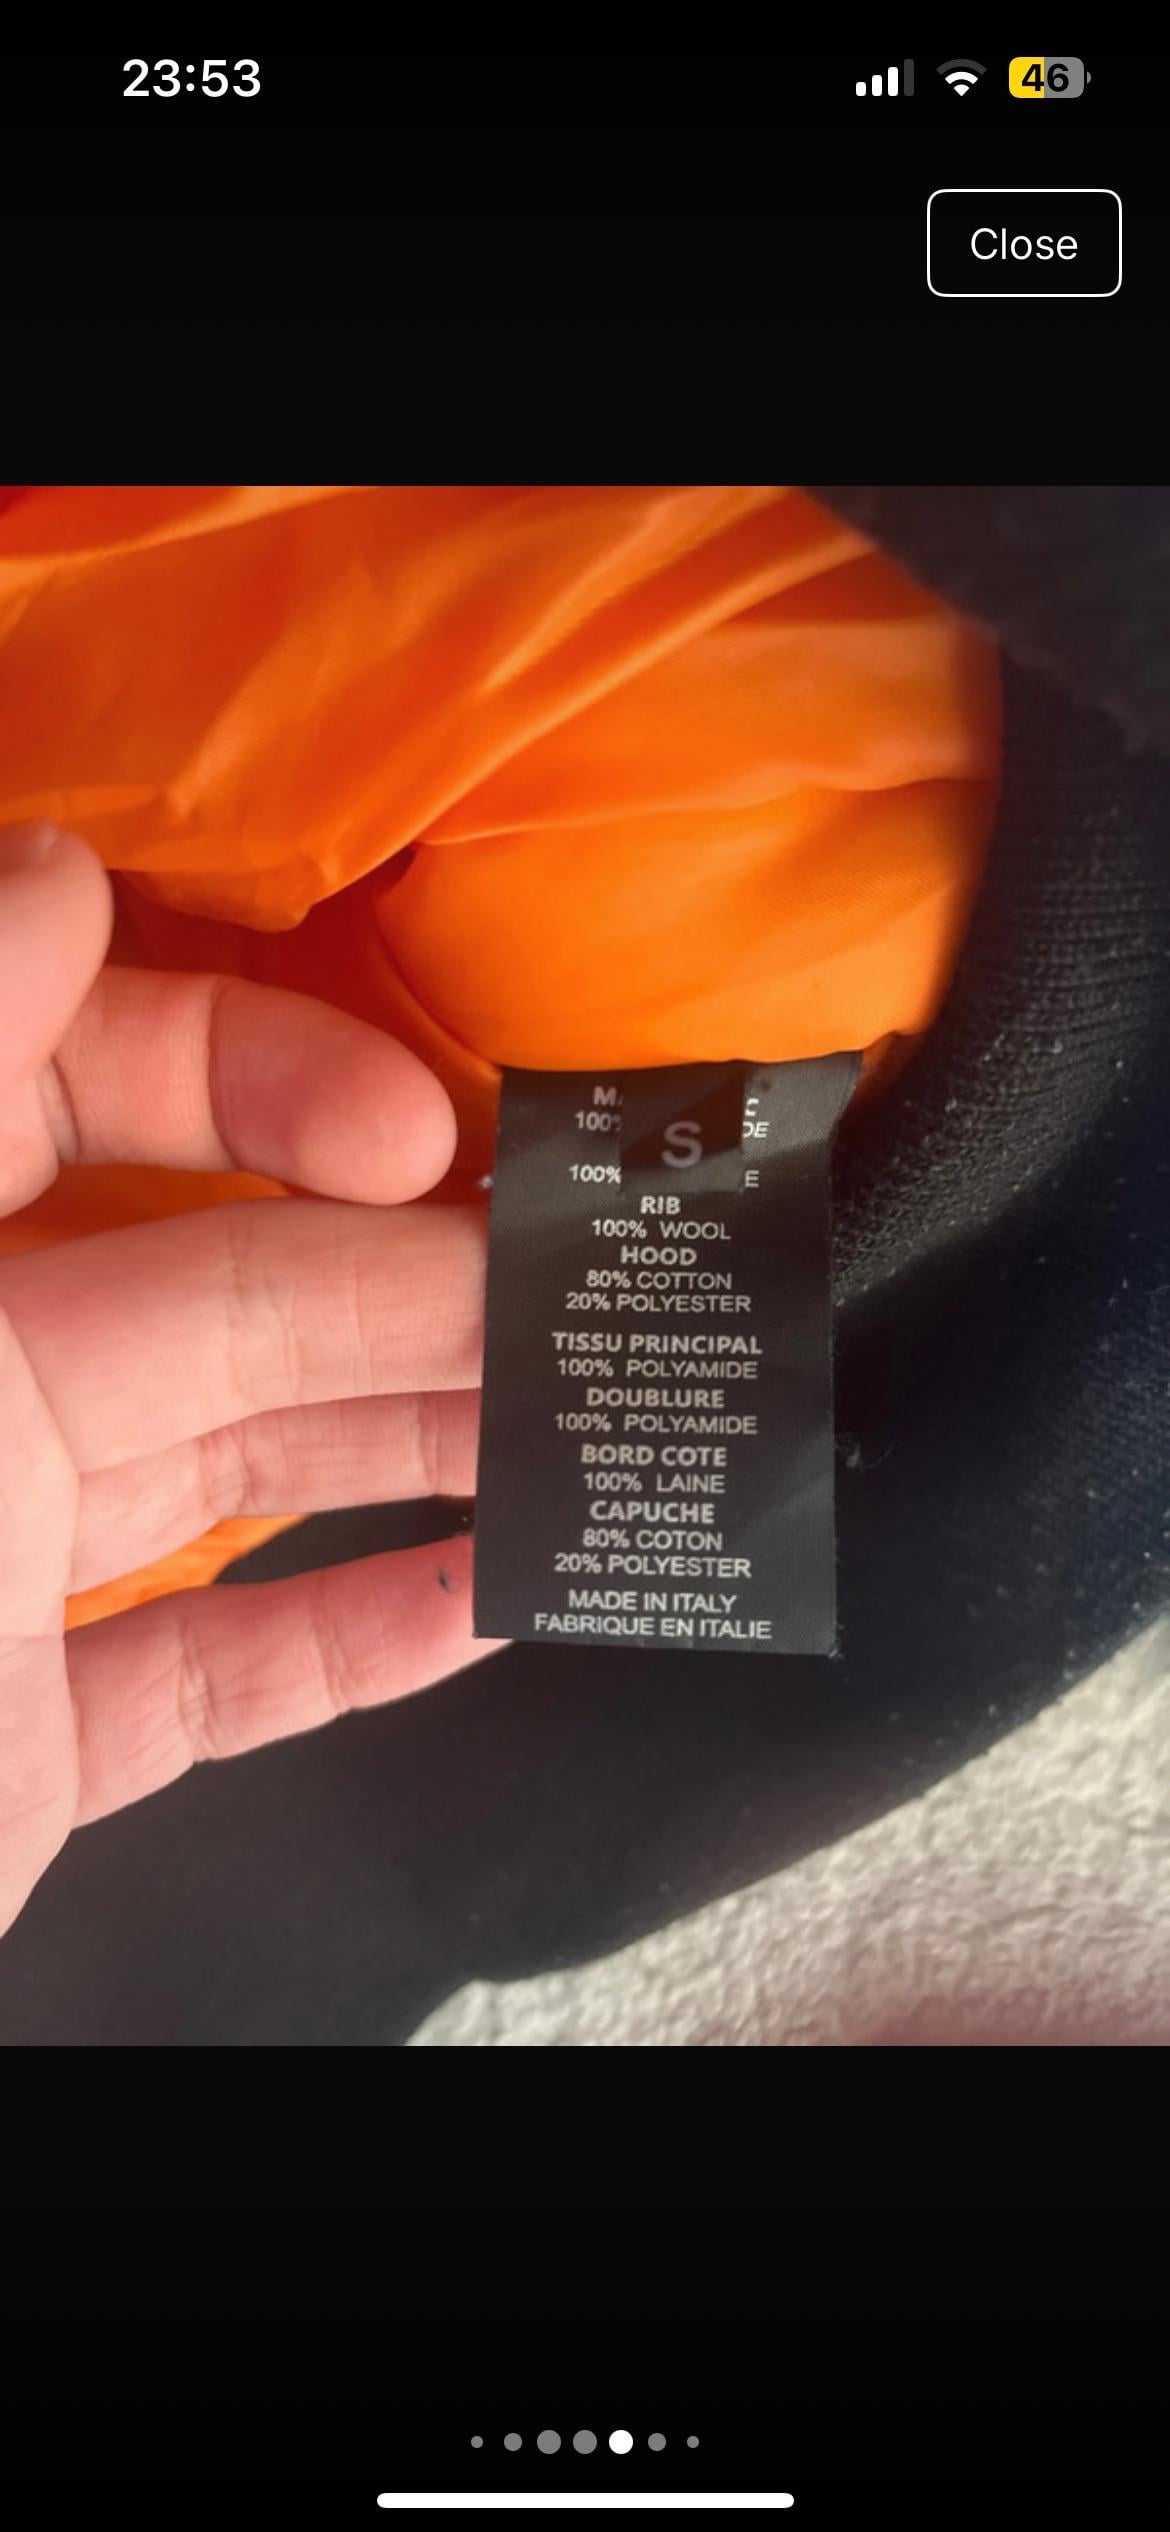 23:53
46
Close
S
100%
RIB
100% WOOL
HOOD
80% COTTON
20% POLYESTER
TISSU PRINCIPAL
100% POLYAMIDE
DOUBLURE
100% POLYAMIDE
BORD COTE
100% LAINE
CAPUCHE
80% COTON
20% POLYESTER
MADE IN ITALY
FABRIQUE EN ITALIE